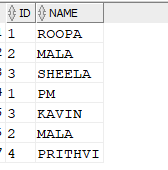 ID NAME
1 ROOPA
2 MALA
3 SHEELA
1 PM
3 KAVIN
2 MALA
4 PRITHVI